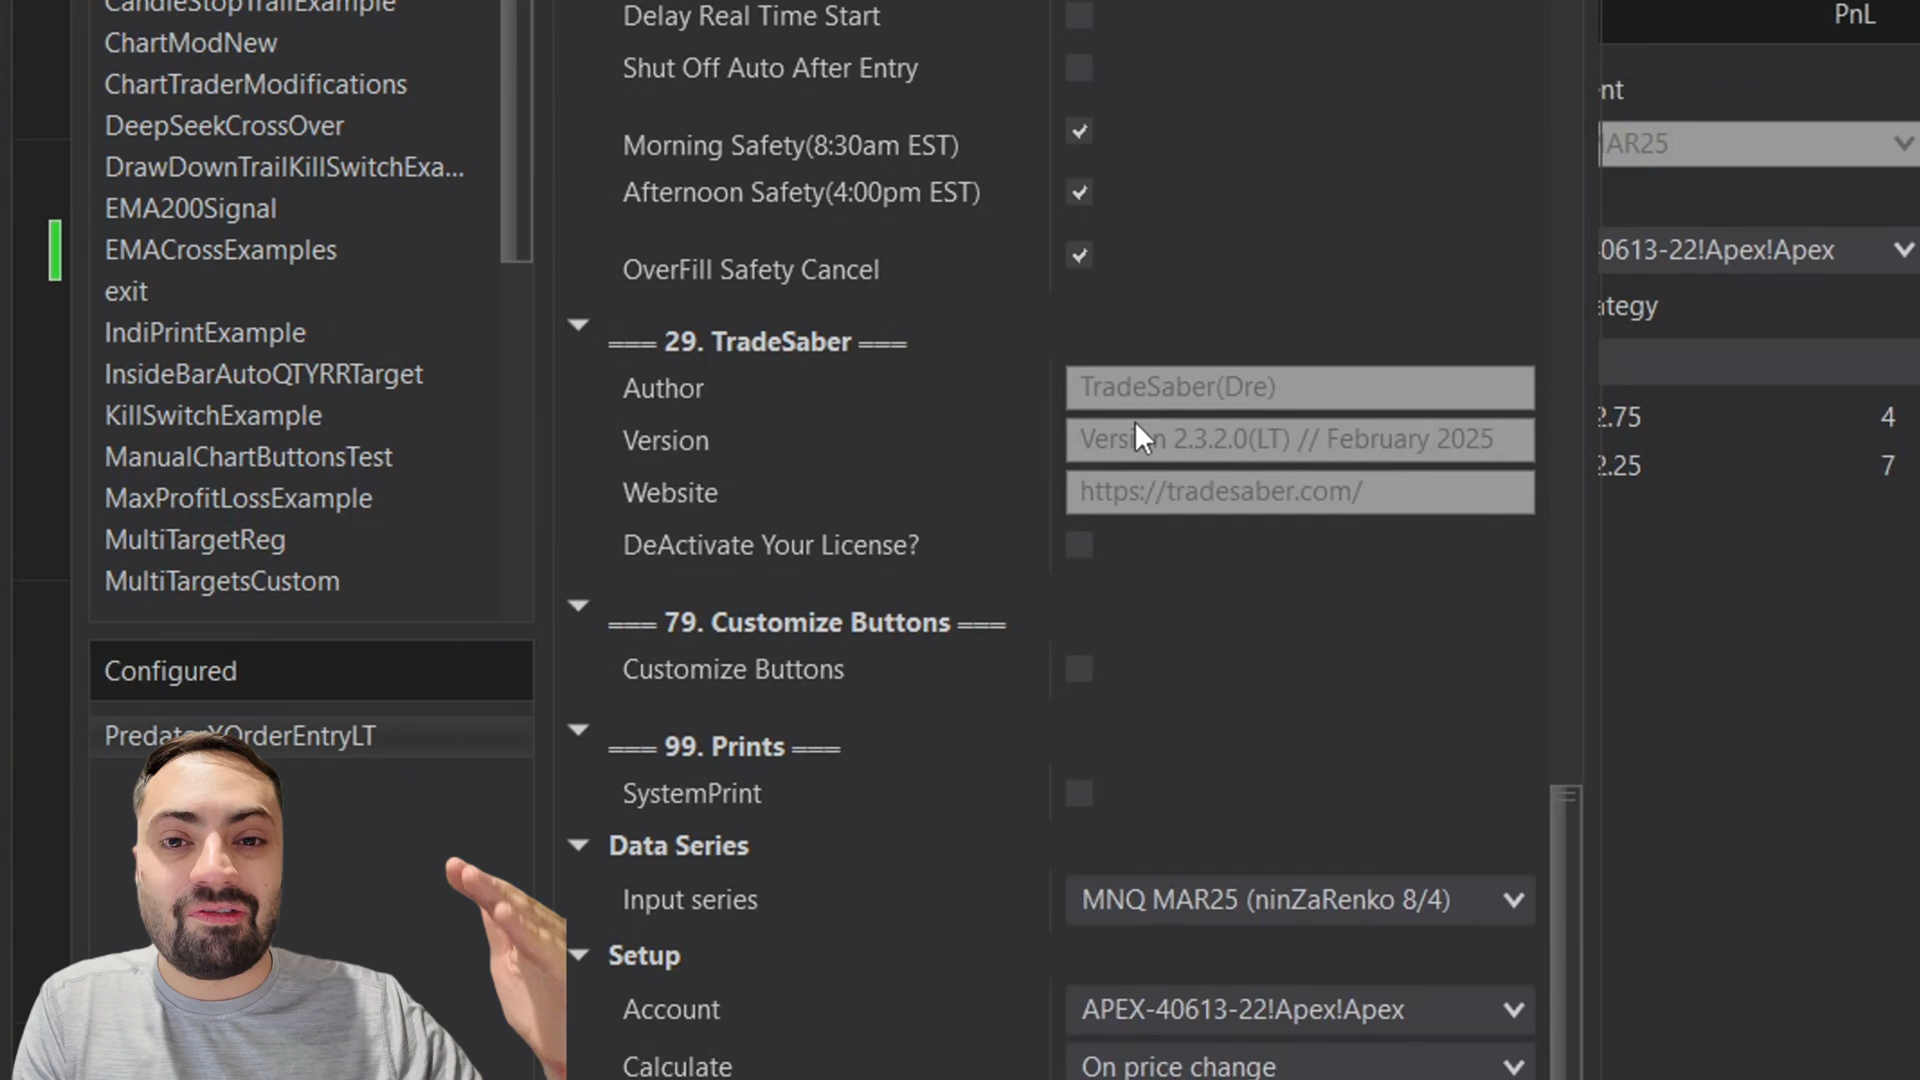 CandleStopTrailExample
ChartModNew
ChartTraderModifications
DeepSeekCrossOver
DrawDownTrailKillSwitchExa...
EMA200Signal
EMACrossExamples
exit
IndiPrintExample
InsideBarAutoQTYRRTarget
KillSwitchExample
ManualChartButtonsTest
MaxProfitLossExample
MultiTargetReg
MultiTargetsCustom
Configured
PredatorXOrderEntryLT
Delay Real Time Start
Shut Off Auto After Entry
Morning Safety(8:30am EST)
Afternoon Safety(4:00pm EST)
OverFill Safety Cancel
=== 29. TradeSaber ===
Author TradeSaber(Dre)
Version Version 2.3.2.0(LT) // February 2025
Website https://tradesaber.com/
DeActivate Your License?
=== 79. Customize Buttons ===
Customize Buttons
=== 99. Prints ===
SystemPrint
Data Series
Input series MNQ MAR25 (ninZaRenko 8/4)
Setup
Account APEX-40613-22!Apex!Apex
Calculate On price change
PnL
nt
AR25
40613-22!Apex!Apex
ategy
2.75 4
2.25 7